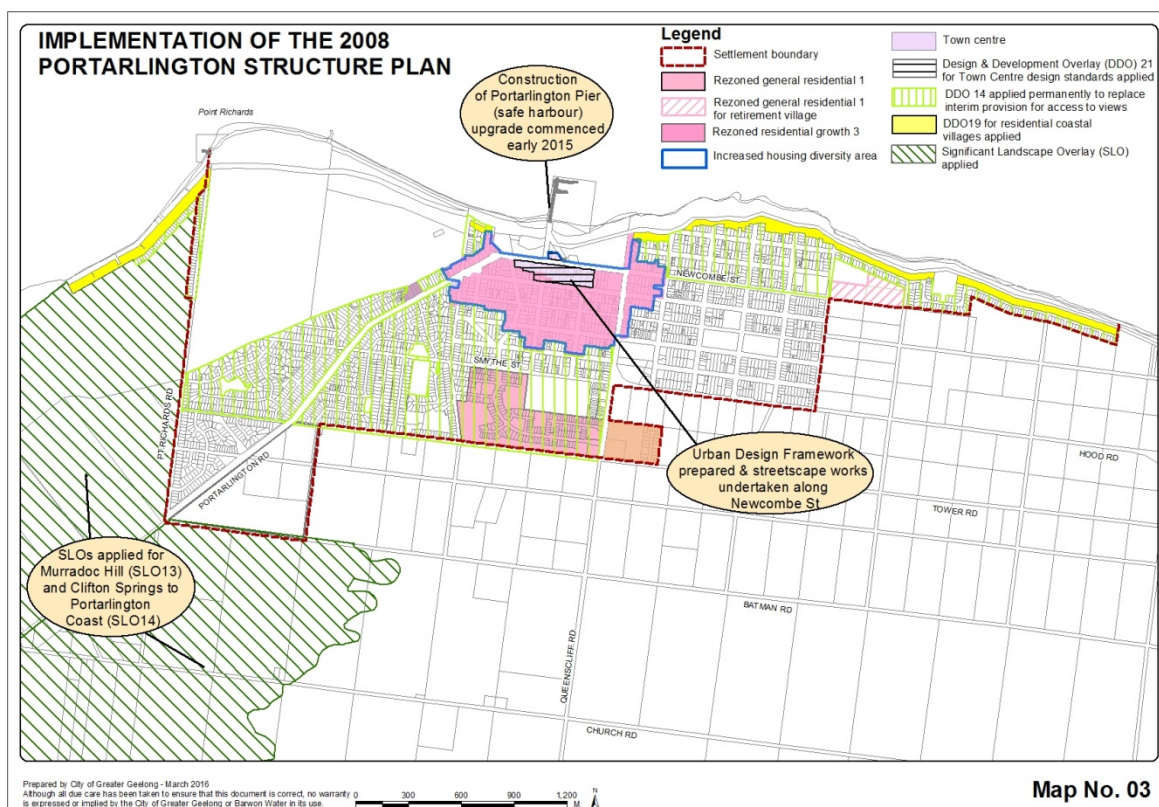 IMPLEMENTATION OF THE 2008
PORTARLINGTON STRUCTURE PLAN
Construction
of Portarlington Pier
(safe harbour)
upgrade commenced
early 2015
Legend
Settlement boundary
Rezoned general residential 1
Rezoned general residential 1
for retirement village
Rezoned residential growth 3
Increased housing diversity area
Town centre
Design & Development Overlay (DDO) 21
for Town Centre design standards applied
DDO 14 applied permanently to replace
interim provision for access to views
DDO19 for residential coastal
villages applied
Significant Landscape Overlay (SLO)
applied
Point Richards
NEWCOMBE ST
SMYTHE ST
PT.RICHARDS RD
PORTARLINGTON RD
Urban Design Framework
prepared & streetscape works
undertaken along
Newcombe St
HOOD RD
TOWER RD
SLOs applied for
Murradoc Hill (SLO13)
and Clifton Springs to
Portarlington
Coast (SLO14)
BATMAN RD
QUEENSCLIFF RD
CHURCH RD
Prepared by City of Greater Geelong - March 2016
Although all due care has been taken to ensure that this document is correct, no warranty
is expressed or implied by the City of Greater Geelong or Barwon Water in its use.
0 300 600 900 1,200
M
N
Map No. 03